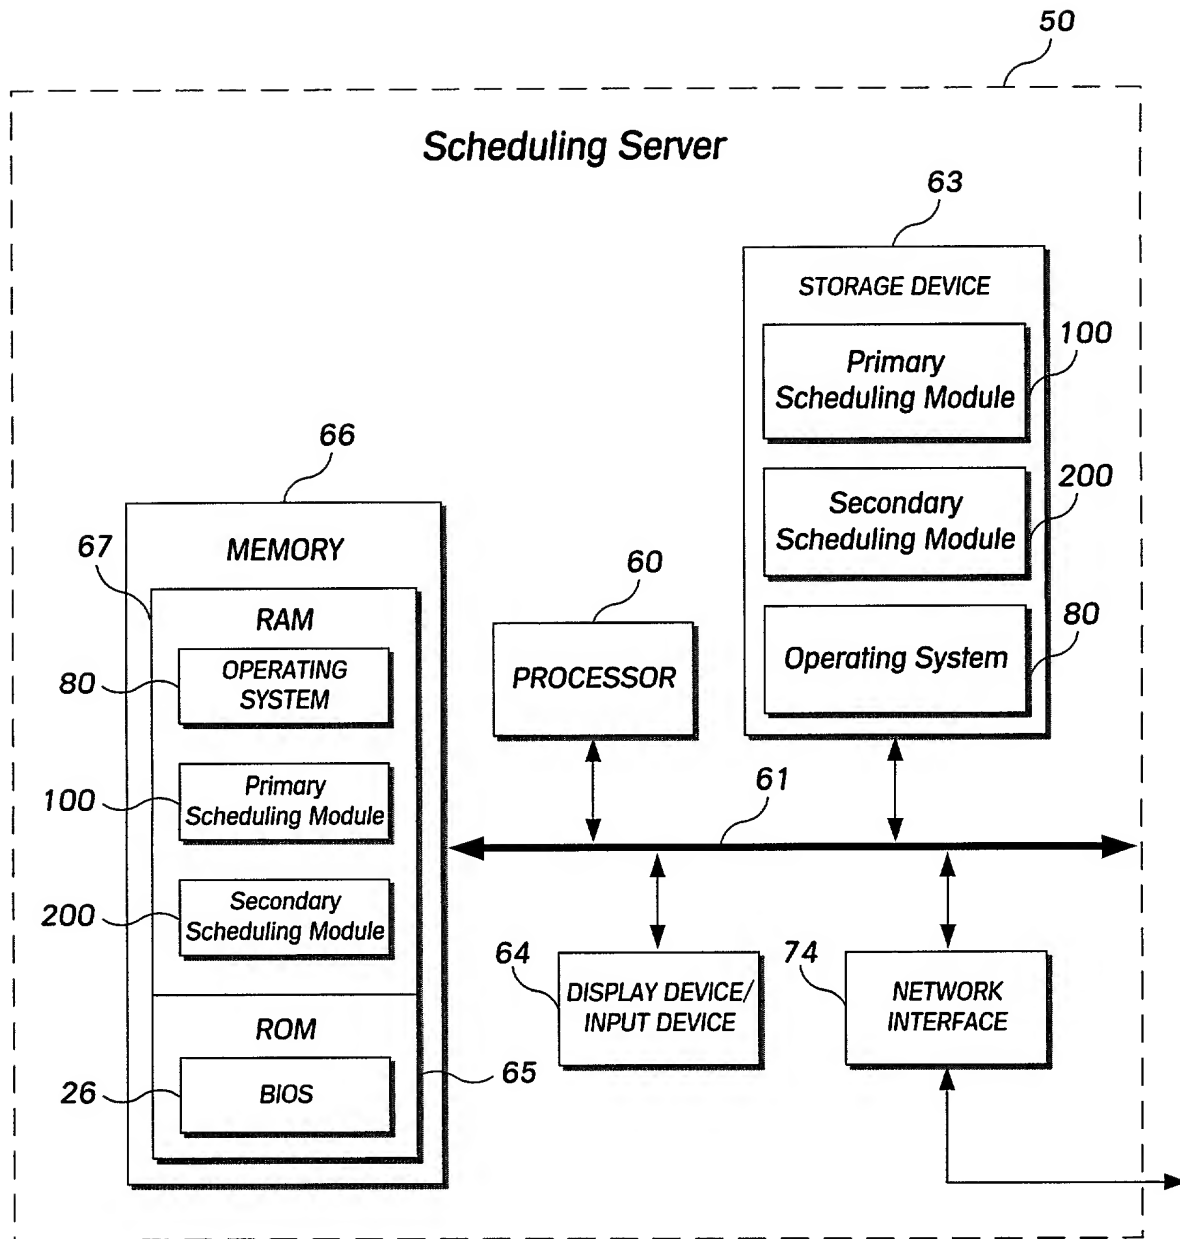 50
Scheduling Server
63
STORAGE DEVICE
100
Primary
Scheduling Module
200
Secondary
Scheduling Module
80
Operating System
66
MEMORY
67
RAM
80
OPERATING
SYSTEM
100
Primary
Scheduling Module
200
Secondary
Scheduling Module
ROM
26
BIOS
65
60
PROCESSOR
61
64
DISPLAY DEVICE/
INPUT DEVICE
74
NETWORK
INTERFACE